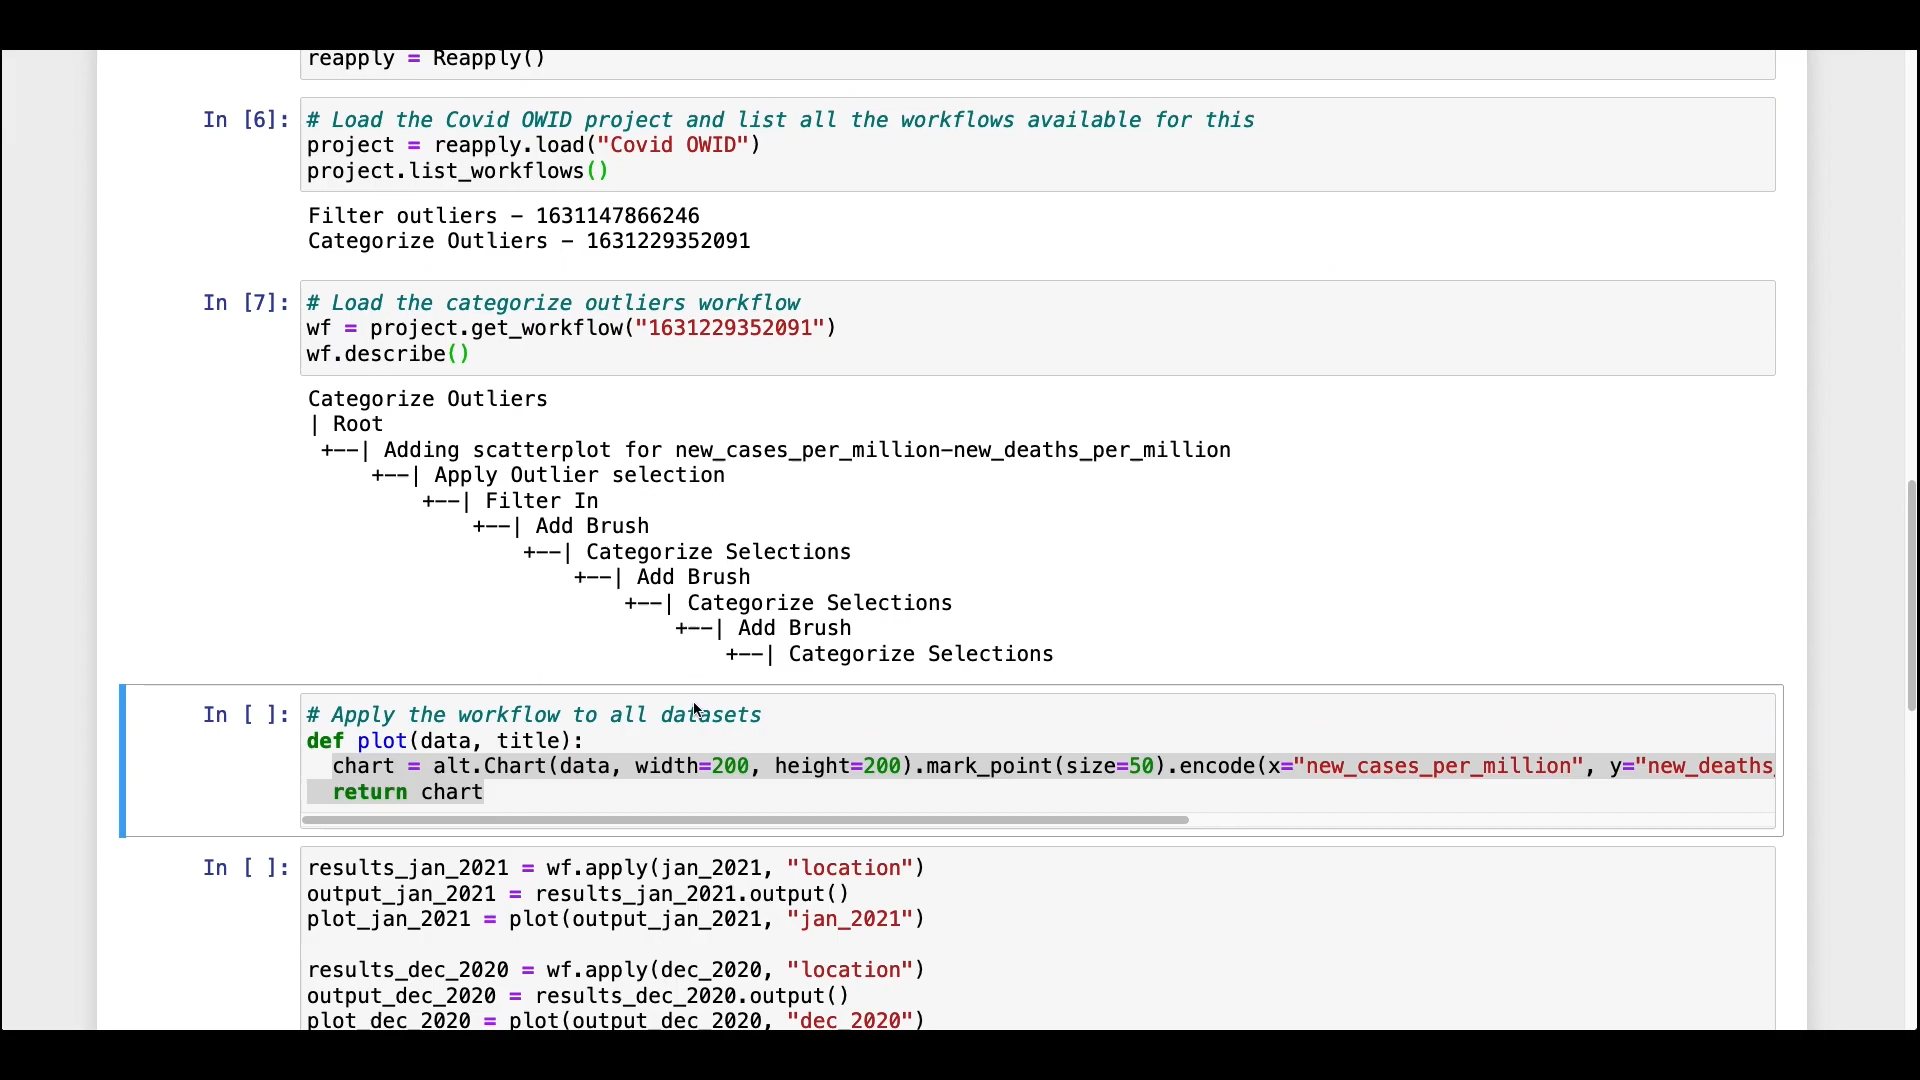 reapply = Reapply()
In [6]: # Load the Covid OWID project and list all the workflows available for this
project = reapply.load("Covid OWID")
project.list_workflows()
Filter outliers – 1631147866246
Categorize Outliers – 1631229352091
In [7]: # Load the categorize outliers workflow
wf = project.get_workflow("1631229352091")
wf.describe()
Categorize Outliers
| Root
+––| Adding scatterplot for new_cases_per_million–new_deaths_per_million
+––| Apply Outlier selection
+––| Filter In
+––| Add Brush
+––| Categorize Selections
+––| Add Brush
+––| Categorize Selections
+––| Add Brush
+––| Categorize Selections
In [ ]: # Apply the workflow to all datasets
def plot(data, title):
chart = alt.Chart(data, width=200, height=200).mark_point(size=50).encode(x="new_cases_per_million", y="new_deaths_
return chart
In [ ]: results_jan_2021 = wf.apply(jan_2021, "location")
output_jan_2021 = results_jan_2021.output()
plot_jan_2021 = plot(output_jan_2021, "jan_2021")
results_dec_2020 = wf.apply(dec_2020, "location")
output_dec_2020 = results_dec_2020.output()
plot_dec_2020 = plot(output_dec_2020, "dec_2020")